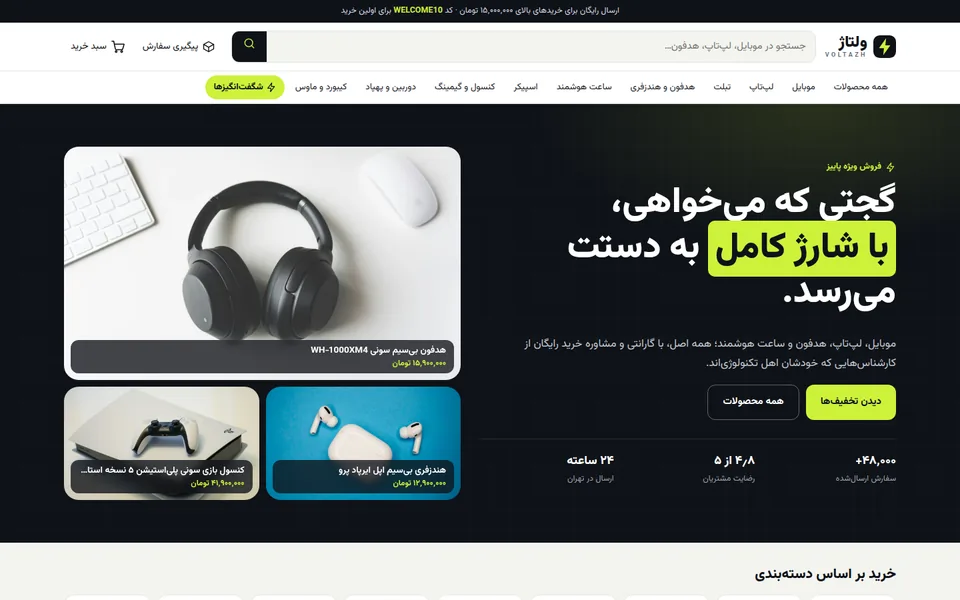 ارسال رایگان برای خریدهای بالای ۱۵,۰۰۰,۰۰۰ تومان · کد WELCOME10 برای اولین خرید
ولتاژ
VOLTAZH
جستجو در موبایل، لپ‌تاپ، هدفون…
پیگیری سفارش
سبد خرید
همه محصولات
موبایل
لپ‌تاپ
تبلت
هدفون و هندزفری
ساعت هوشمند
اسپیکر
کنسول و گیمینگ
دوربین و پهپاد
کیبورد و ماوس
شگفت‌انگیزها
فروش ویژه پاییز
گجتی که می‌خواهی،
با شارژ کامل به دستت
می‌رسد.
موبایل، لپ‌تاپ، هدفون و ساعت هوشمند؛ همه اصل، با گارانتی و مشاوره خرید رایگان از
کارشناس‌هایی که خودشان اهل تکنولوژی‌اند.
دیدن تخفیف‌ها
همه محصولات
+۴۸,۰۰۰
سفارش ارسال‌شده
۴٫۸ از ۵
رضایت مشتریان
۲۴ ساعته
ارسال در تهران
هدفون بی‌سیم سونی WH-1000XM4
۱۵,۹۰۰,۰۰۰ تومان
هندزفری بی‌سیم اپل ایرپاد پرو
۱۲,۹۰۰,۰۰۰ تومان
کنسول بازی سونی پلی‌استیشن ۵ نسخه استا...
۴۱,۹۰۰,۰۰۰ تومان
خرید بر اساس دسته‌بندی